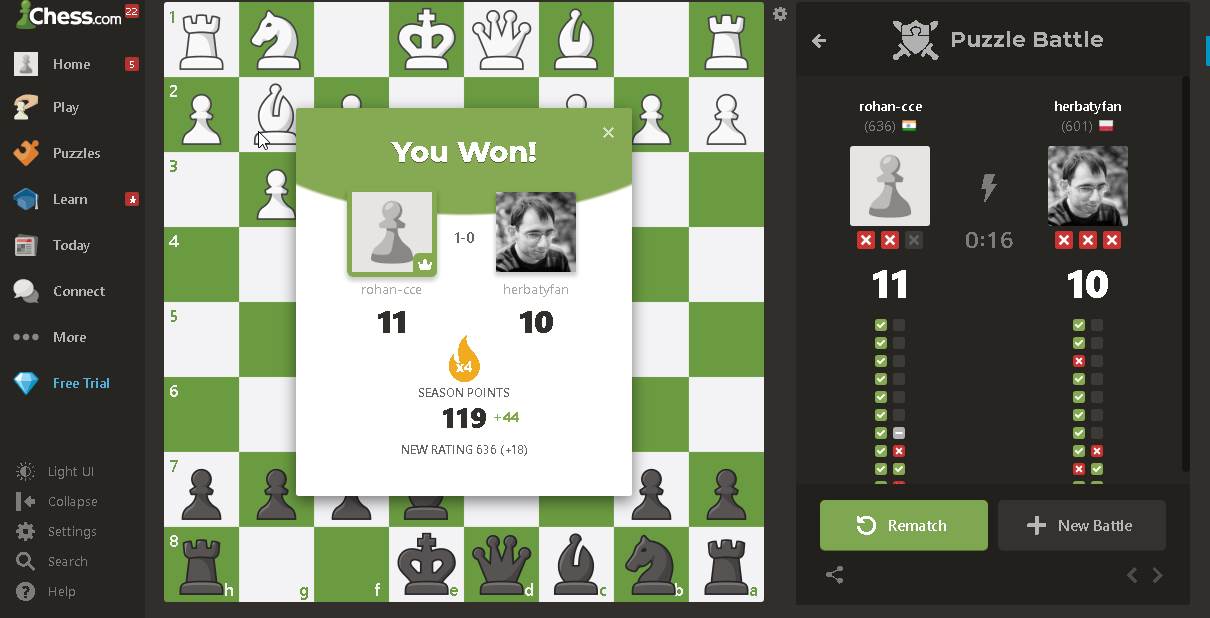 Chess.com 22
Home 5
Play
Puzzles
Learn
Today
Connect
More
Free Trial
Light UI
Collapse
Settings
Search
Help
1
2
3
4
5
6
7
8
h g f e d c b a
You Won!
1-0
rohan-cce herbatyfan
11 10
x4
SEASON POINTS
119 +44
NEW RATING 636 (+18)
Puzzle Battle
rohan-cce herbatyfan
(636) (601)
0:16
11 10
Rematch New Battle